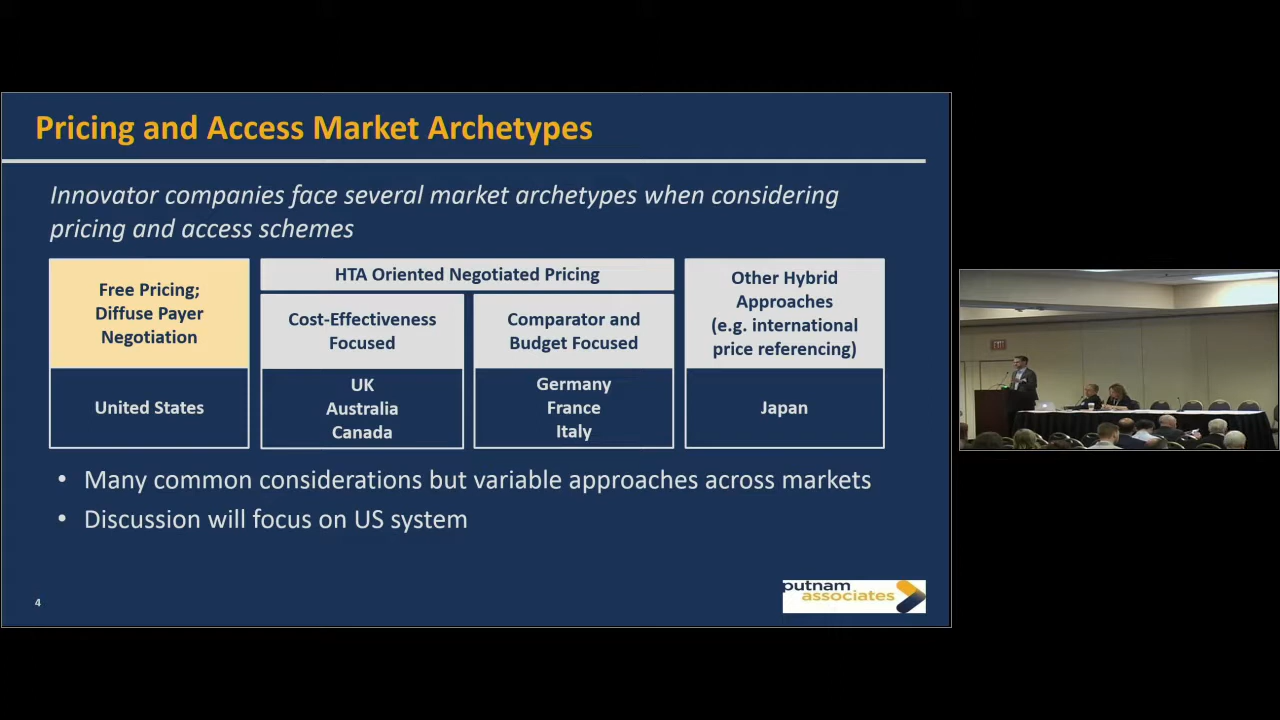 Pricing and Access Market Archetypes
Innovator companies face several market archetypes when considering
pricing and access schemes
Free Pricing;
Diffuse Payer
Negotiation
United States
HTA Oriented Negotiated Pricing
Cost-Effectiveness
Focused
UK
Australia
Canada
Comparator and
Budget Focused
Germany
France
Italy
Other Hybrid
Approaches
(e.g. international
price referencing)
Japan
• Many common considerations but variable approaches across markets
• Discussion will focus on US system
4
putnam
associates